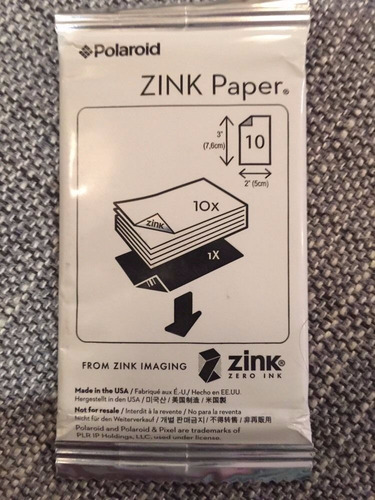 Polaroid
ZINK Paper®
3"
(7,6cm)
10
2" (5cm)
10x
zink
1X
FROM ZINK IMAGING
zink®
ZERO INK
Made in the USA / Fabriqué aux É.-U./ Hecho en EE.UU.
Hergestellt in den USA / 미국산 / 美国制造 / 米国製
Not for resale / Interdit à la revente / No para la reventa
Nicht für den Weiterverkauf / 개별 판매금지 / 不得转售 / 非再販用
Polaroid and Polaroid & Pixel are trademarks of
PLR IP Holdings, LLC, used under license.